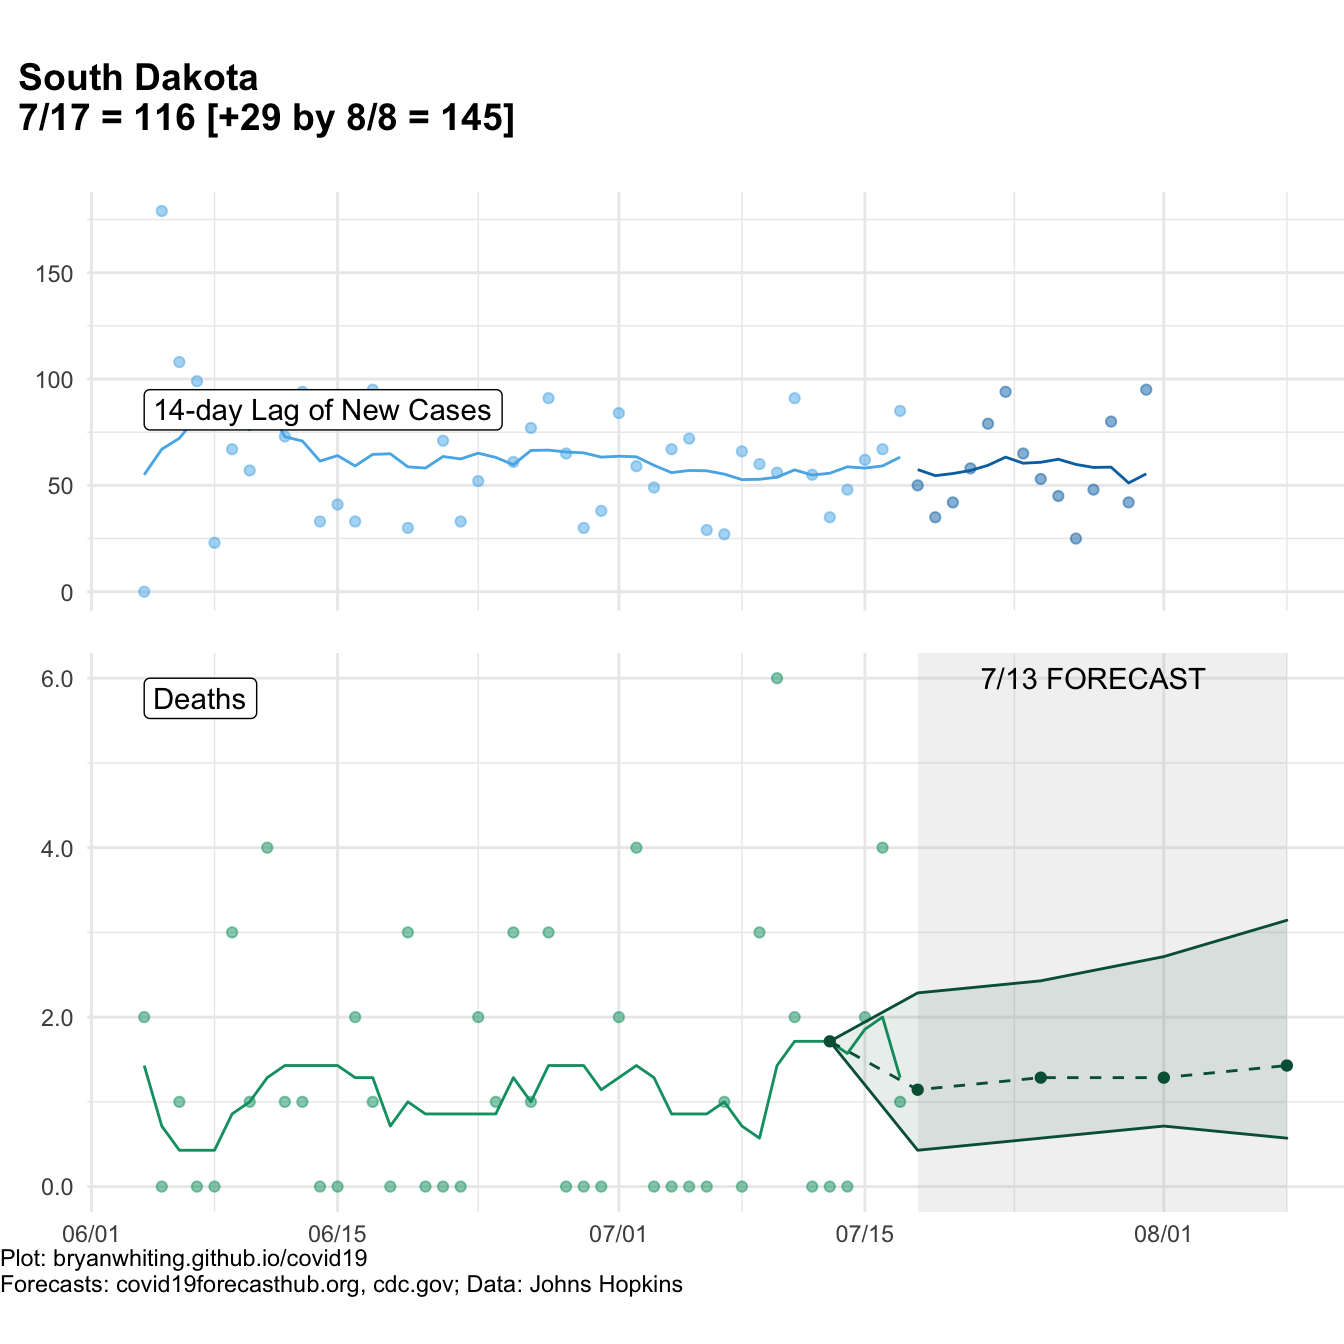 South Dakota
7/17 = 116 [+29 by 8/8 = 145]
150
100
14-day Lag of New Cases
50
0
6.0
7/13 FORECAST
Deaths
4.0
2.0
0.0
06/01 06/15 07/01 07/15 08/01
Plot: bryanwhiting.github.io/covid19
Forecasts: covid19forecasthub.org, cdc.gov; Data: Johns Hopkins